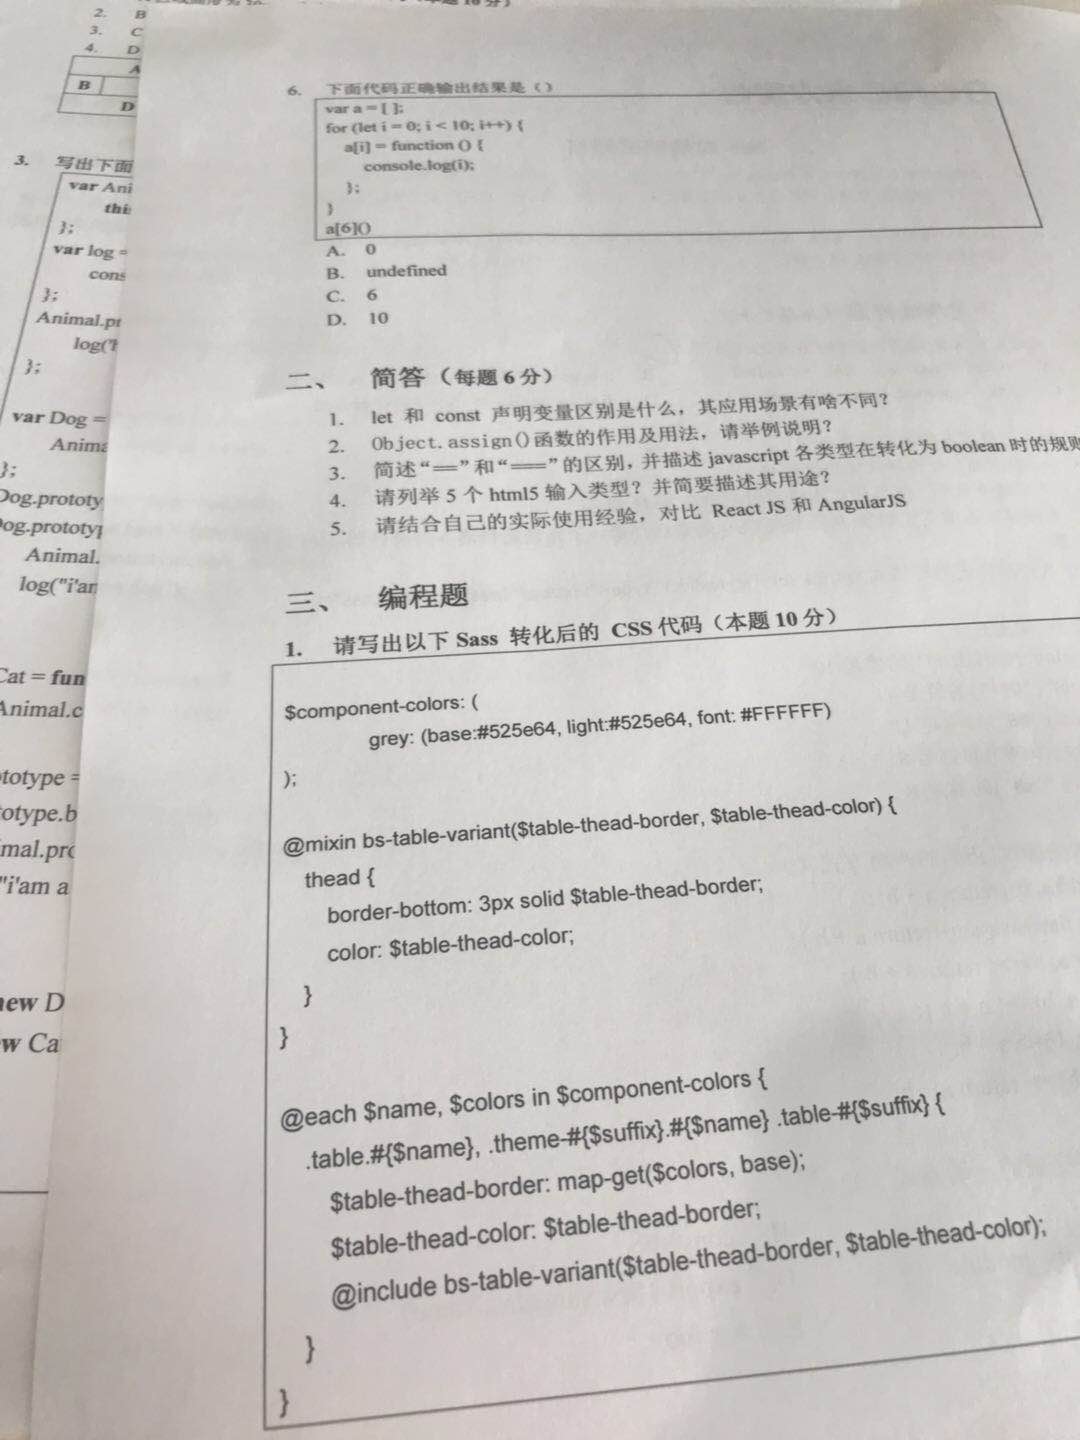 2. B
3. C
4. D
A
B
D
3. 写出下面
var Ani
};
var log =
cons
};
Animal.pr
log("
};
var Dog =
Anima
};
Dog.prototy
Animal.
log("i'am
Cat = fun
Animal.c
totype =
otype.b
"i'am a
new D
w Ca
6. 下面代码正确输出结果是（）
var a = [ ];
for (let i = 0; i < 10; i++) {
a[i] = function () {
console.log(i);
};
}
a[6]()
A. 0
B. undefined
C. 6
D. 10
二、 简答（每题 6 分）
1. let 和 const 声明变量区别是什么，其应用场景有啥不同？
2. Object.assign()函数的作用及用法，请举例说明？
3. 简述“==”和“===”的区别，并描述 javascript 各类型在转化为 boolean 时的规则
4. 请列举 5 个 html5 输入类型？并简要描述其用途？
5. 请结合自己的实际使用经验，对比 React JS 和 AngularJS
三、 编程题
1. 请写出以下 Sass 转化后的 CSS 代码（本题 10 分）
$component-colors: (
grey: (base:#525e64, light:#525e64, font: #FFFFFF)
);
@mixin bs-table-variant($table-thead-border, $table-thead-color) {
thead {
border-bottom: 3px solid $table-thead-border;
color: $table-thead-color;
}
}
@each $name, $colors in $component-colors {
.table.#{$name}, .theme-#{$suffix}.#{$name} .table-#{$suffix} {
$table-thead-border: map-get($colors, base);
$table-thead-color: $table-thead-border;
@include bs-table-variant($table-thead-border, $table-thead-color);
}
}